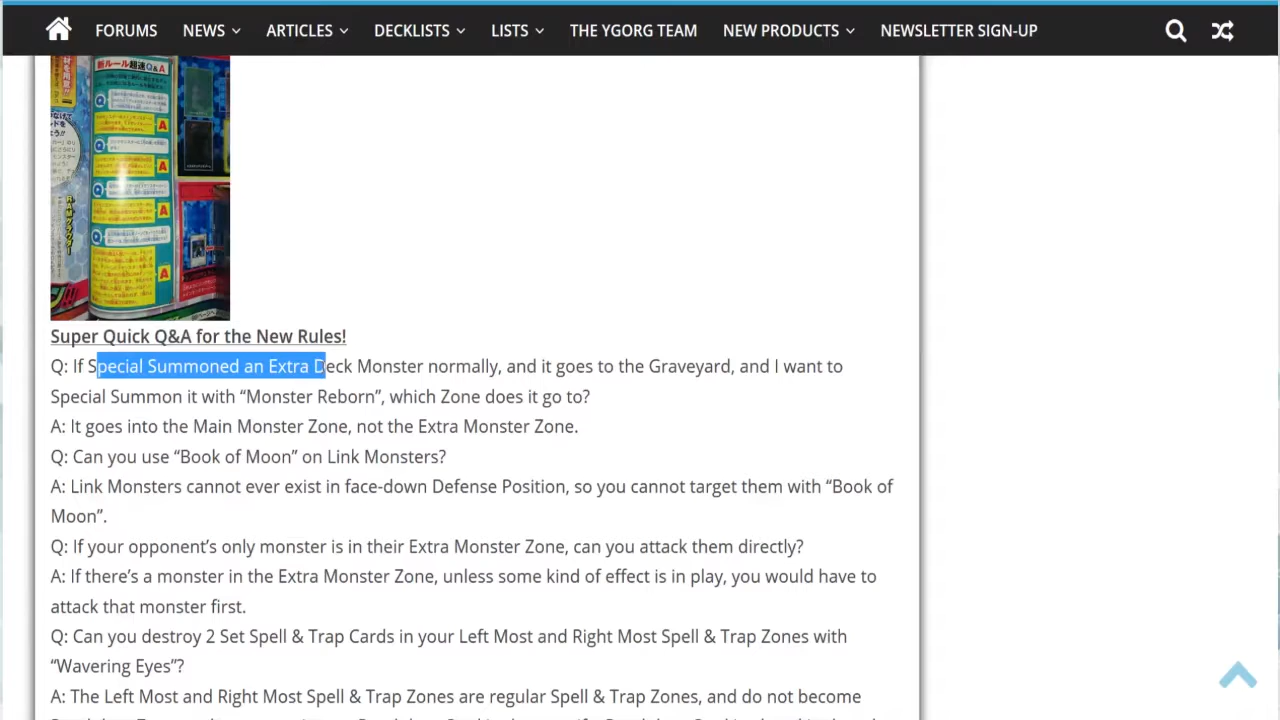 FORUMS NEWS ARTICLES DECKLISTS LISTS THE YGORG TEAM NEW PRODUCTS NEWSLETTER SIGN-UP
新ルール超速Q&A
Q
A
Q
A
Q
A
Q
A
Super Quick Q&A for the New Rules!
Q: If Special Summoned an Extra Deck Monster normally, and it goes to the Graveyard, and I want to
Special Summon it with “Monster Reborn”, which Zone does it go to?
A: It goes into the Main Monster Zone, not the Extra Monster Zone.
Q: Can you use “Book of Moon” on Link Monsters?
A: Link Monsters cannot ever exist in face-down Defense Position, so you cannot target them with “Book of
Moon”.
Q: If your opponent’s only monster is in their Extra Monster Zone, can you attack them directly?
A: If there’s a monster in the Extra Monster Zone, unless some kind of effect is in play, you would have to
attack that monster first.
Q: Can you destroy 2 Set Spell & Trap Cards in your Left Most and Right Most Spell & Trap Zones with
“Wavering Eyes”?
A: The Left Most and Right Most Spell & Trap Zones are regular Spell & Trap Zones, and do not become